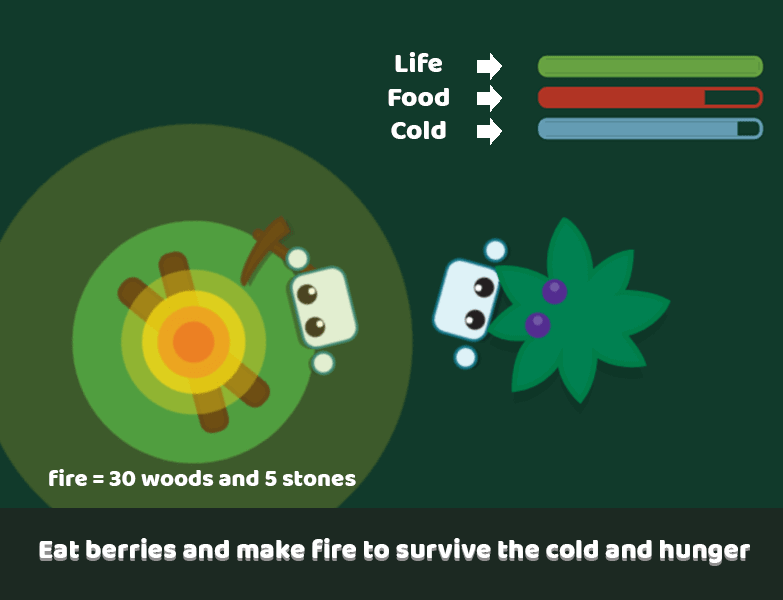 Life
Food
Cold
fire = 30 woods and 5 stones
Eat berries and make fire to survive the cold and hunger